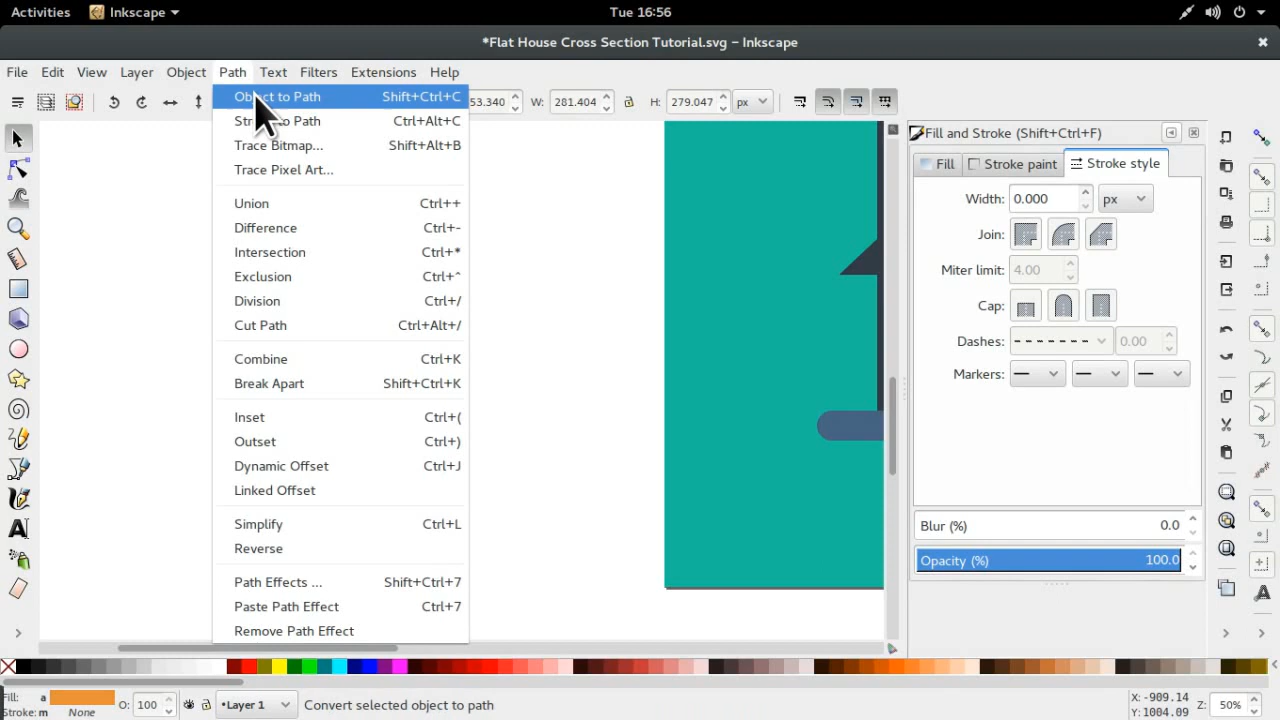 Activities Inkscape Tue 16:56
*Flat House Cross Section Tutorial.svg – Inkscape
File Edit View Layer Object Path Text Filters Extensions Help
53.340 W: 281.404 H: 279.047 px
Object to Path Shift+Ctrl+C
to Path Ctrl+Alt+C
Trace Bitmap... Shift+Alt+B
Trace Pixel Art...
Union Ctrl++
Difference Ctrl+-
Intersection Ctrl+*
Exclusion Ctrl+^
Division Ctrl+/
Cut Path Ctrl+Alt+/
Combine Ctrl+K
Break Apart Shift+Ctrl+K
Inset Ctrl+(
Outset Ctrl+)
Dynamic Offset Ctrl+J
Linked Offset
Simplify Ctrl+L
Reverse
Path Effects ... Shift+Ctrl+7
Paste Path Effect Ctrl+7
Remove Path Effect
Fill and Stroke (Shift+Ctrl+F)
Fill Stroke paint Stroke style
Width: 0.000 px
Join:
Miter limit: 4.00
Cap:
Dashes: 0.00
Markers:
Blur (%) 0.0
Opacity (%) 100.0
Fill: a O: 100 Layer 1 Convert selected object to path X: -909.14 Z: 50%
Stroke: m None Y: 1004.09